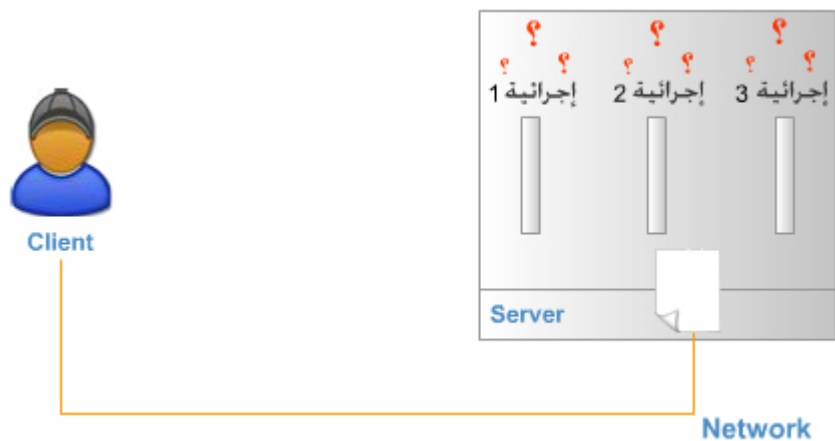 ؟ ؟ ؟
؟ ؟ ؟ ؟ ؟ ؟
إجرائية 1
إجرائية 2
إجرائية 3
Client
Server
Network